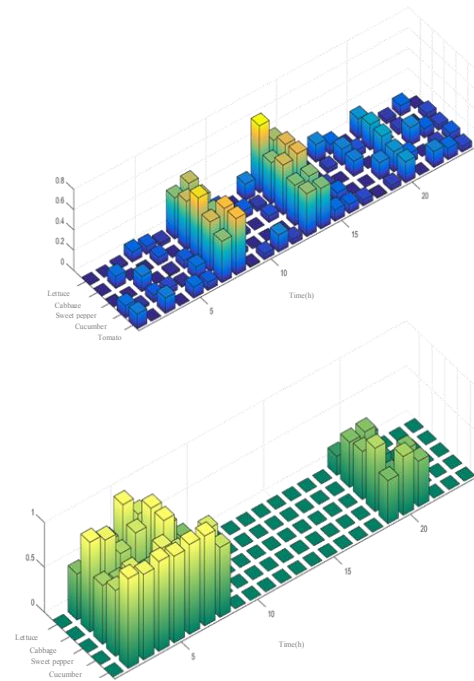 0.8
0.6
0.4
0.2
0
Lettuce
Cabbage
Sweet pepper
Cucumber
Tomato
5
10
15
20
Time(h)
1
0.5
0
Lettuce
Cabbage
Sweet pepper
Cucumber
5
10
15
20
Time(h)